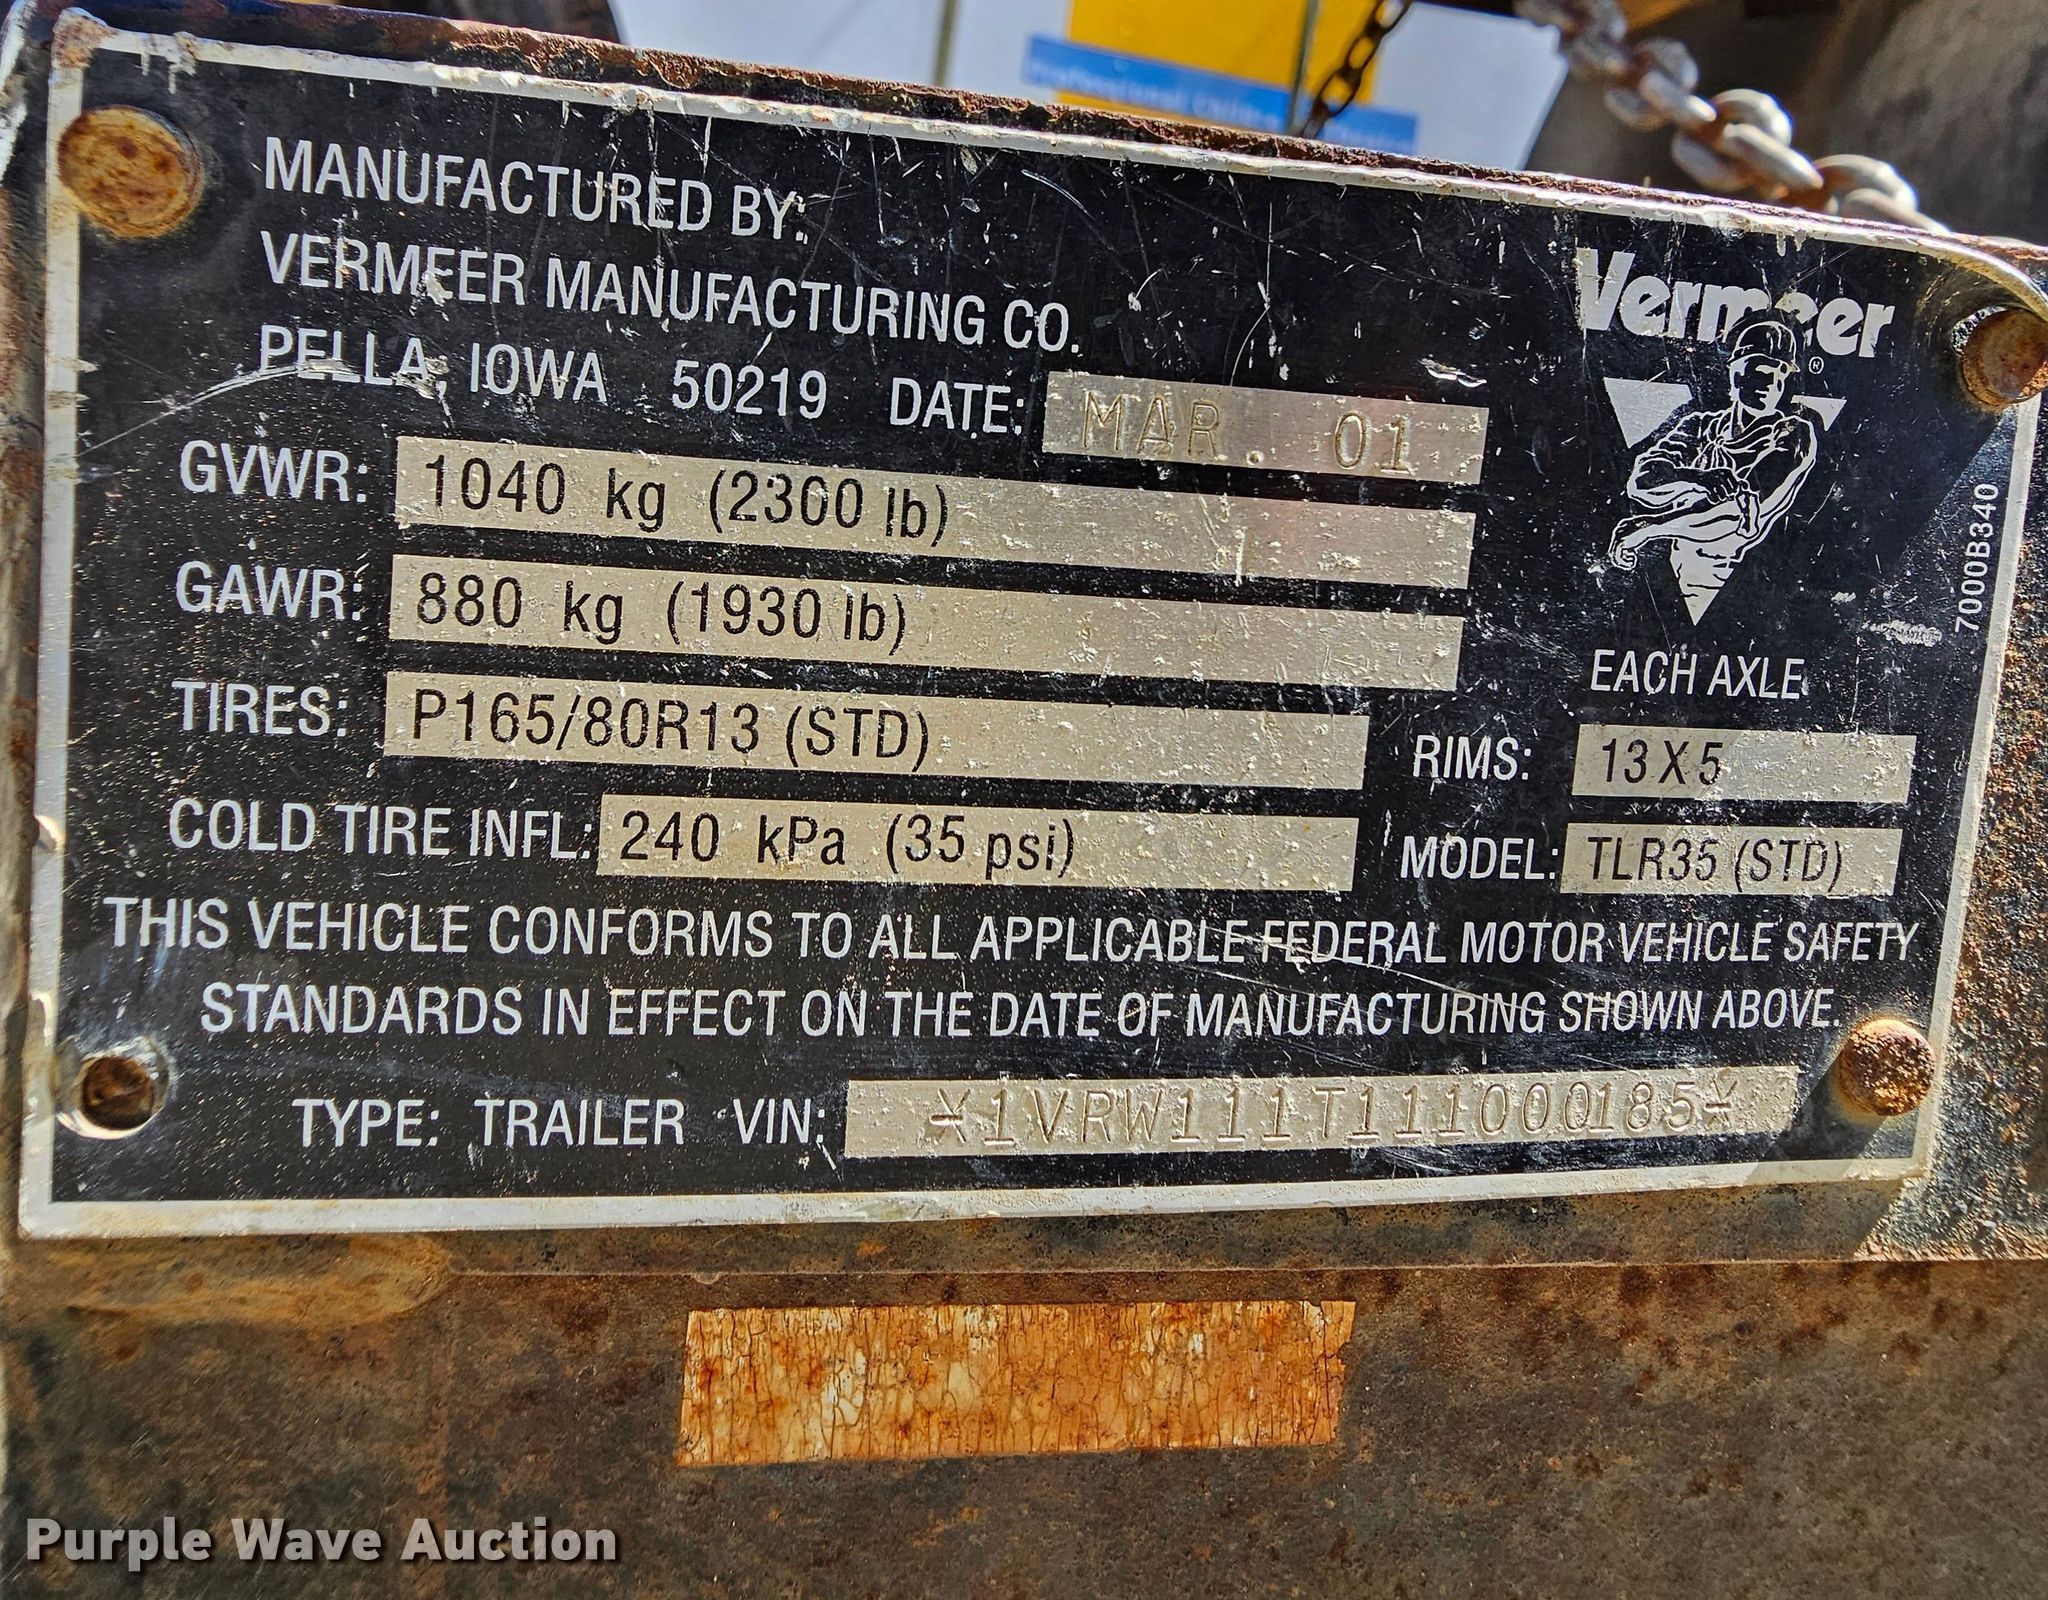 Professional Online
MANUFACTURED BY:
VERMEER MANUFACTURING CO.
PELLA, IOWA 50219 DATE: MAR. 01
Vermeer
®
GVWR: 1040 kg (2300 lb)
GAWR: 880 kg (1930 lb)
7000B340
EACH AXLE
TIRES: P165/80R13 (STD) RIMS: 13 X 5
COLD TIRE INFL: 240 kPa (35 psi) MODEL: TLR35 (STD)
THIS VEHICLE CONFORMS TO ALL APPLICABLE FEDERAL MOTOR VEHICLE SAFETY
STANDARDS IN EFFECT ON THE DATE OF MANUFACTURING SHOWN ABOVE.
TYPE: TRAILER VIN: *1VRW111T111000185*
Purple Wave Auction